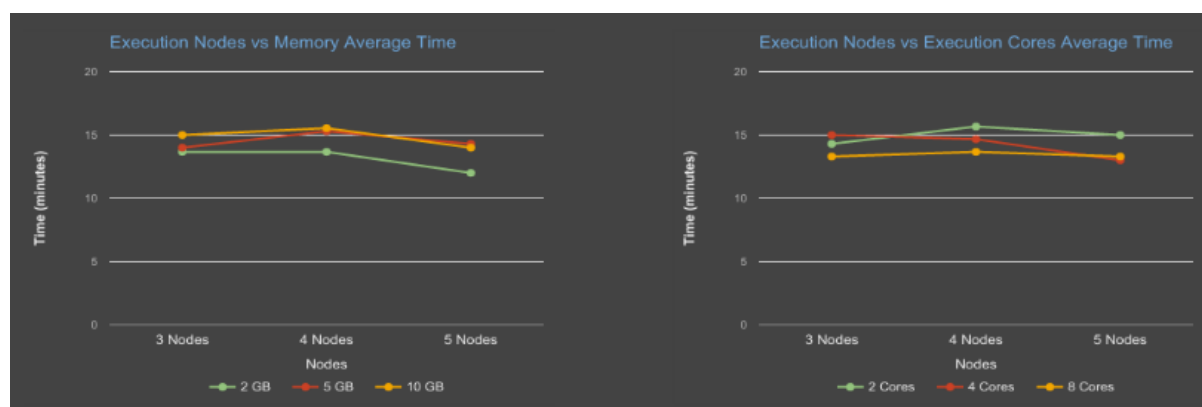 Execution Nodes vs Memory Average Time
20
15
10
5
0
Time (minutes)
3 Nodes
4 Nodes
5 Nodes
Nodes
2 GB
5 GB
10 GB
Execution Nodes vs Execution Cores Average Time
20
15
10
5
0
Time (minutes)
3 Nodes
4 Nodes
5 Nodes
Nodes
2 Cores
4 Cores
8 Cores